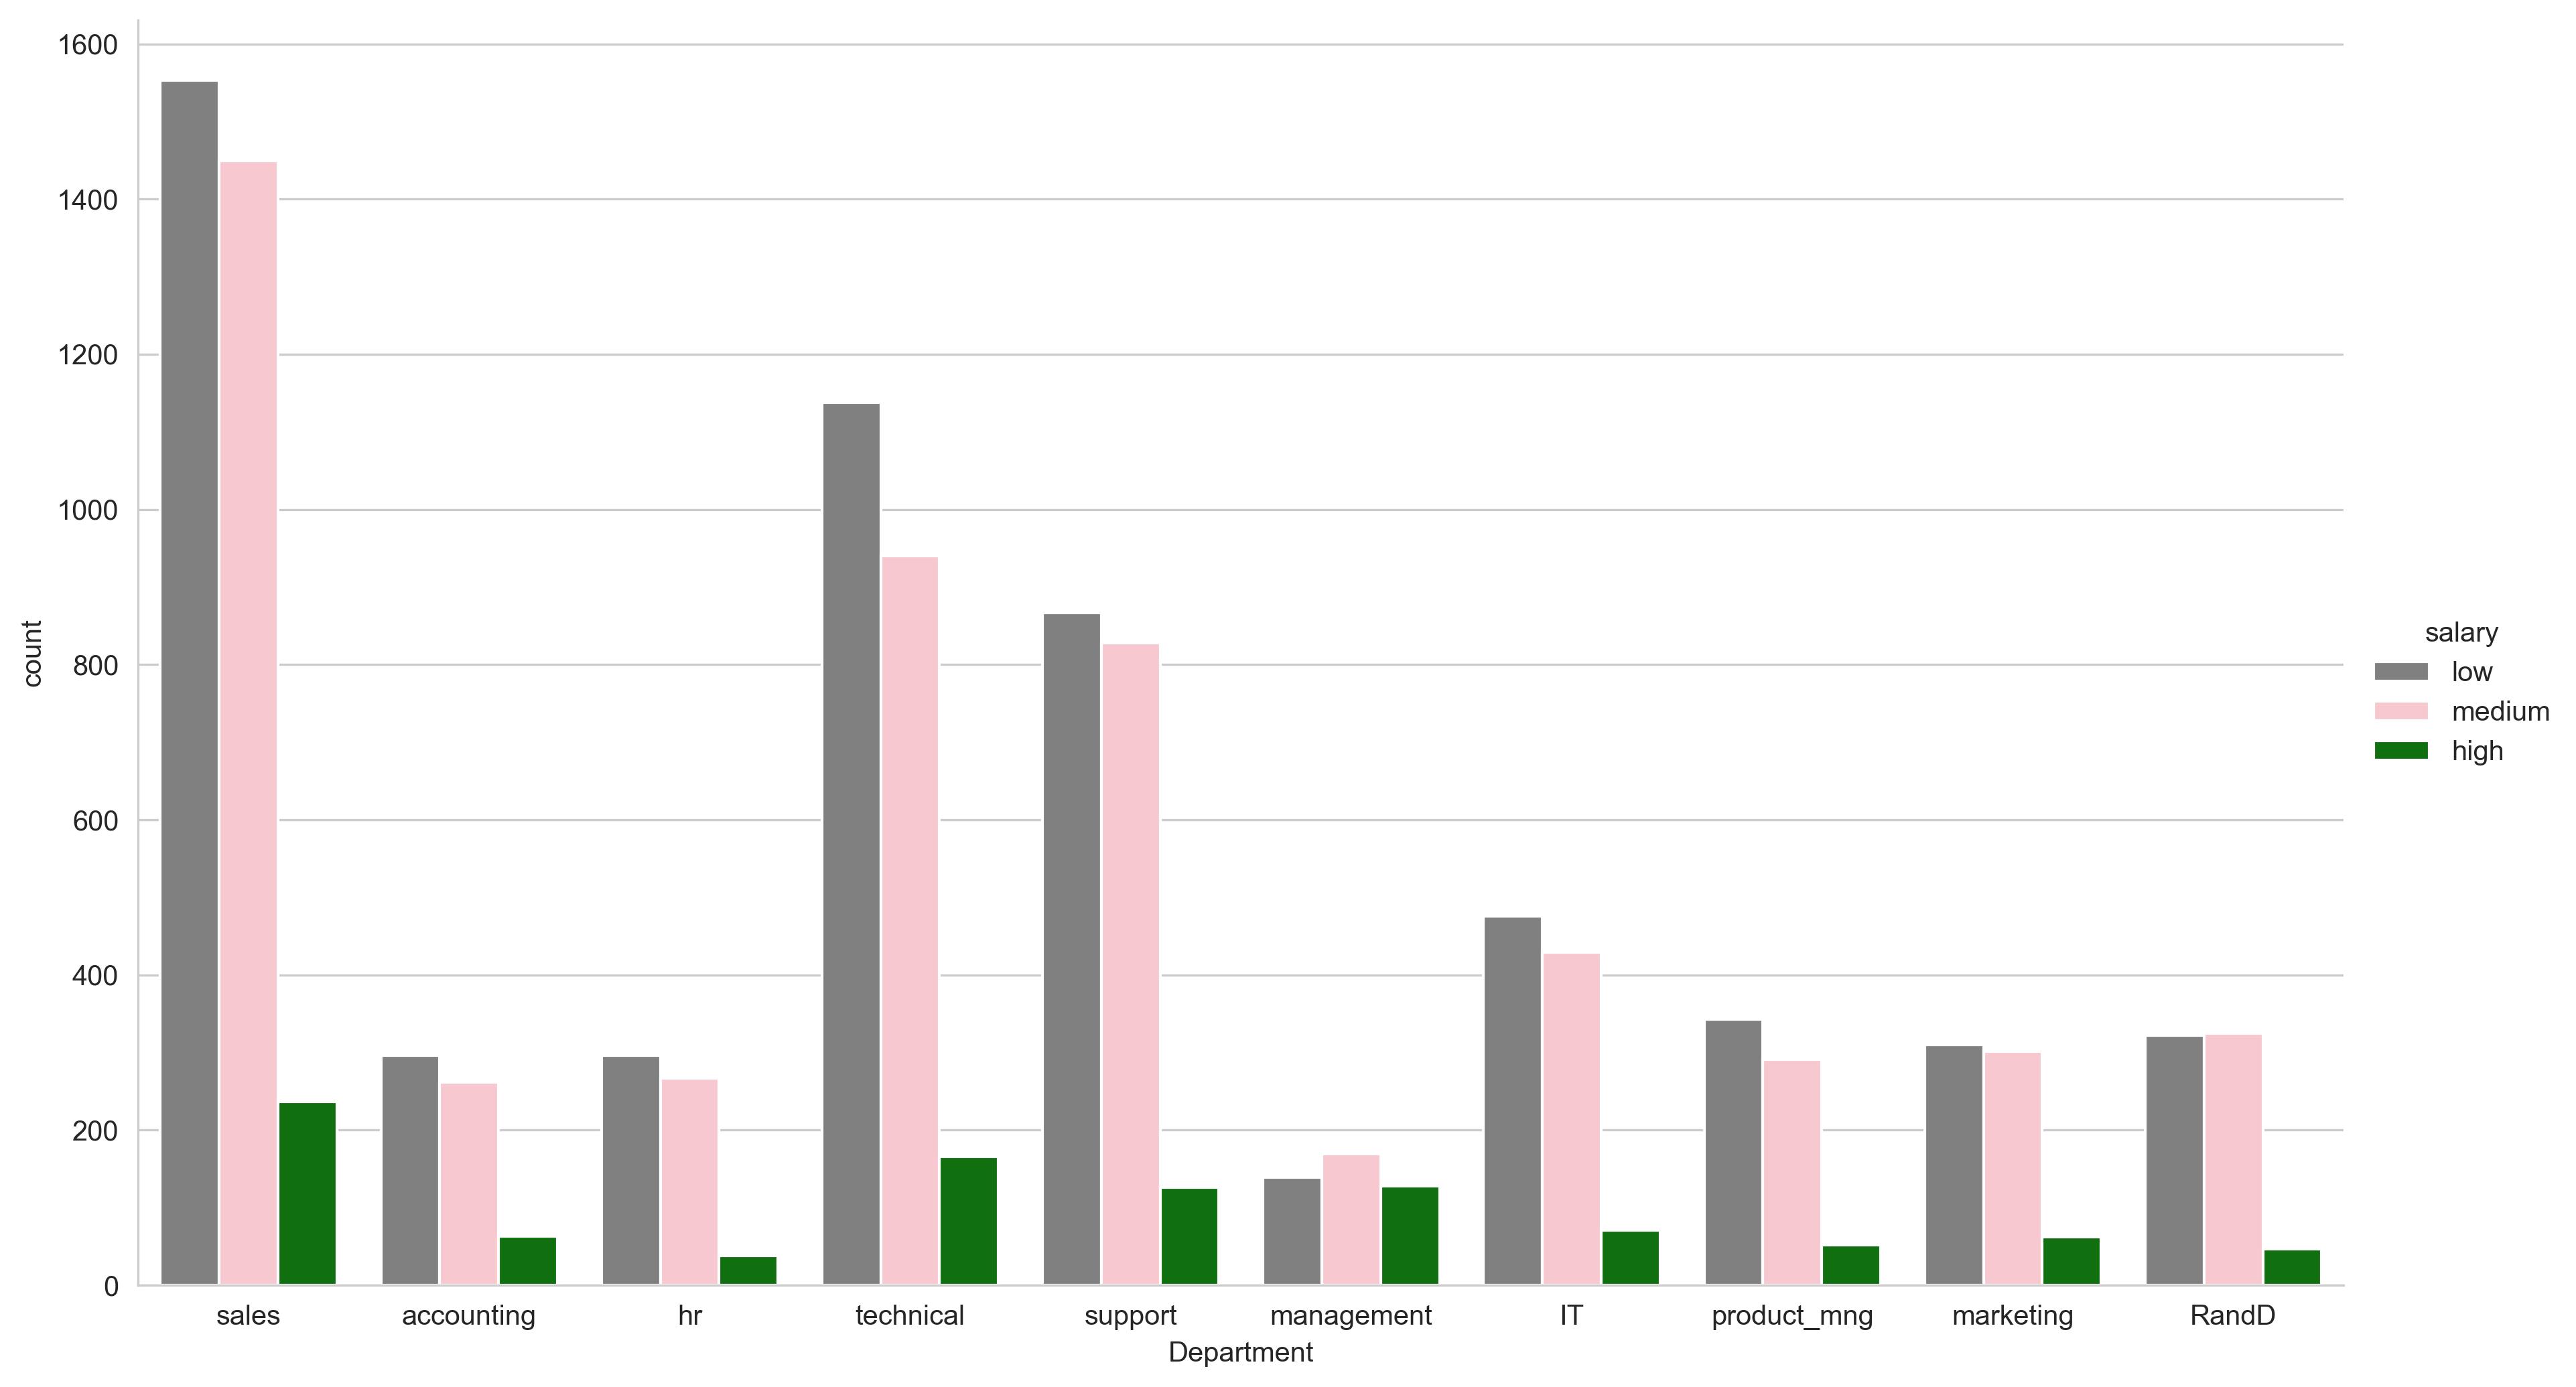 1600
1400
1200
1000
800
600
400
200
0
count
sales accounting hr technical support management IT product_mng marketing RandD
Department
salary
low
medium
high